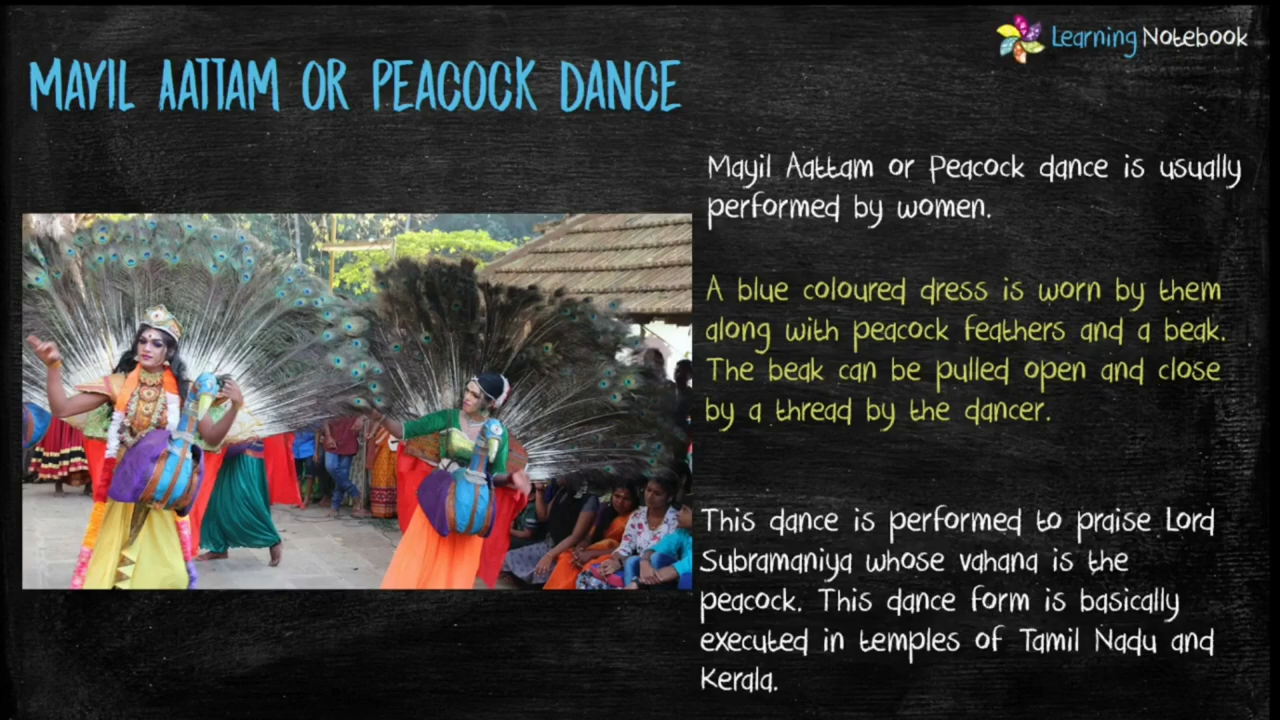 Learning Notebook
MAYIL AATTAM OR PEACOCK DANCE
Mayil Aattam or Peacock dance is usually
performed by women.
A blue coloured dress is worn by them
along with peacock feathers and a beak.
The beak can be pulled open and close
by a thread by the dancer.
This dance is performed to praise Lord
Subramaniya whose vahana is the
peacock. This dance form is basically
executed in temples of Tamil Nadu and
Kerala.